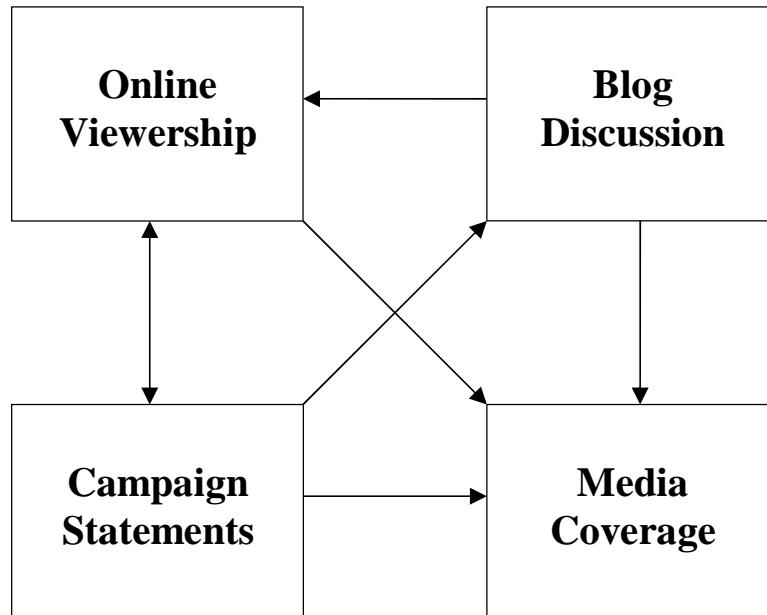 Online
Viewership
Blog
Discussion
Campaign
Statements
Media
Coverage